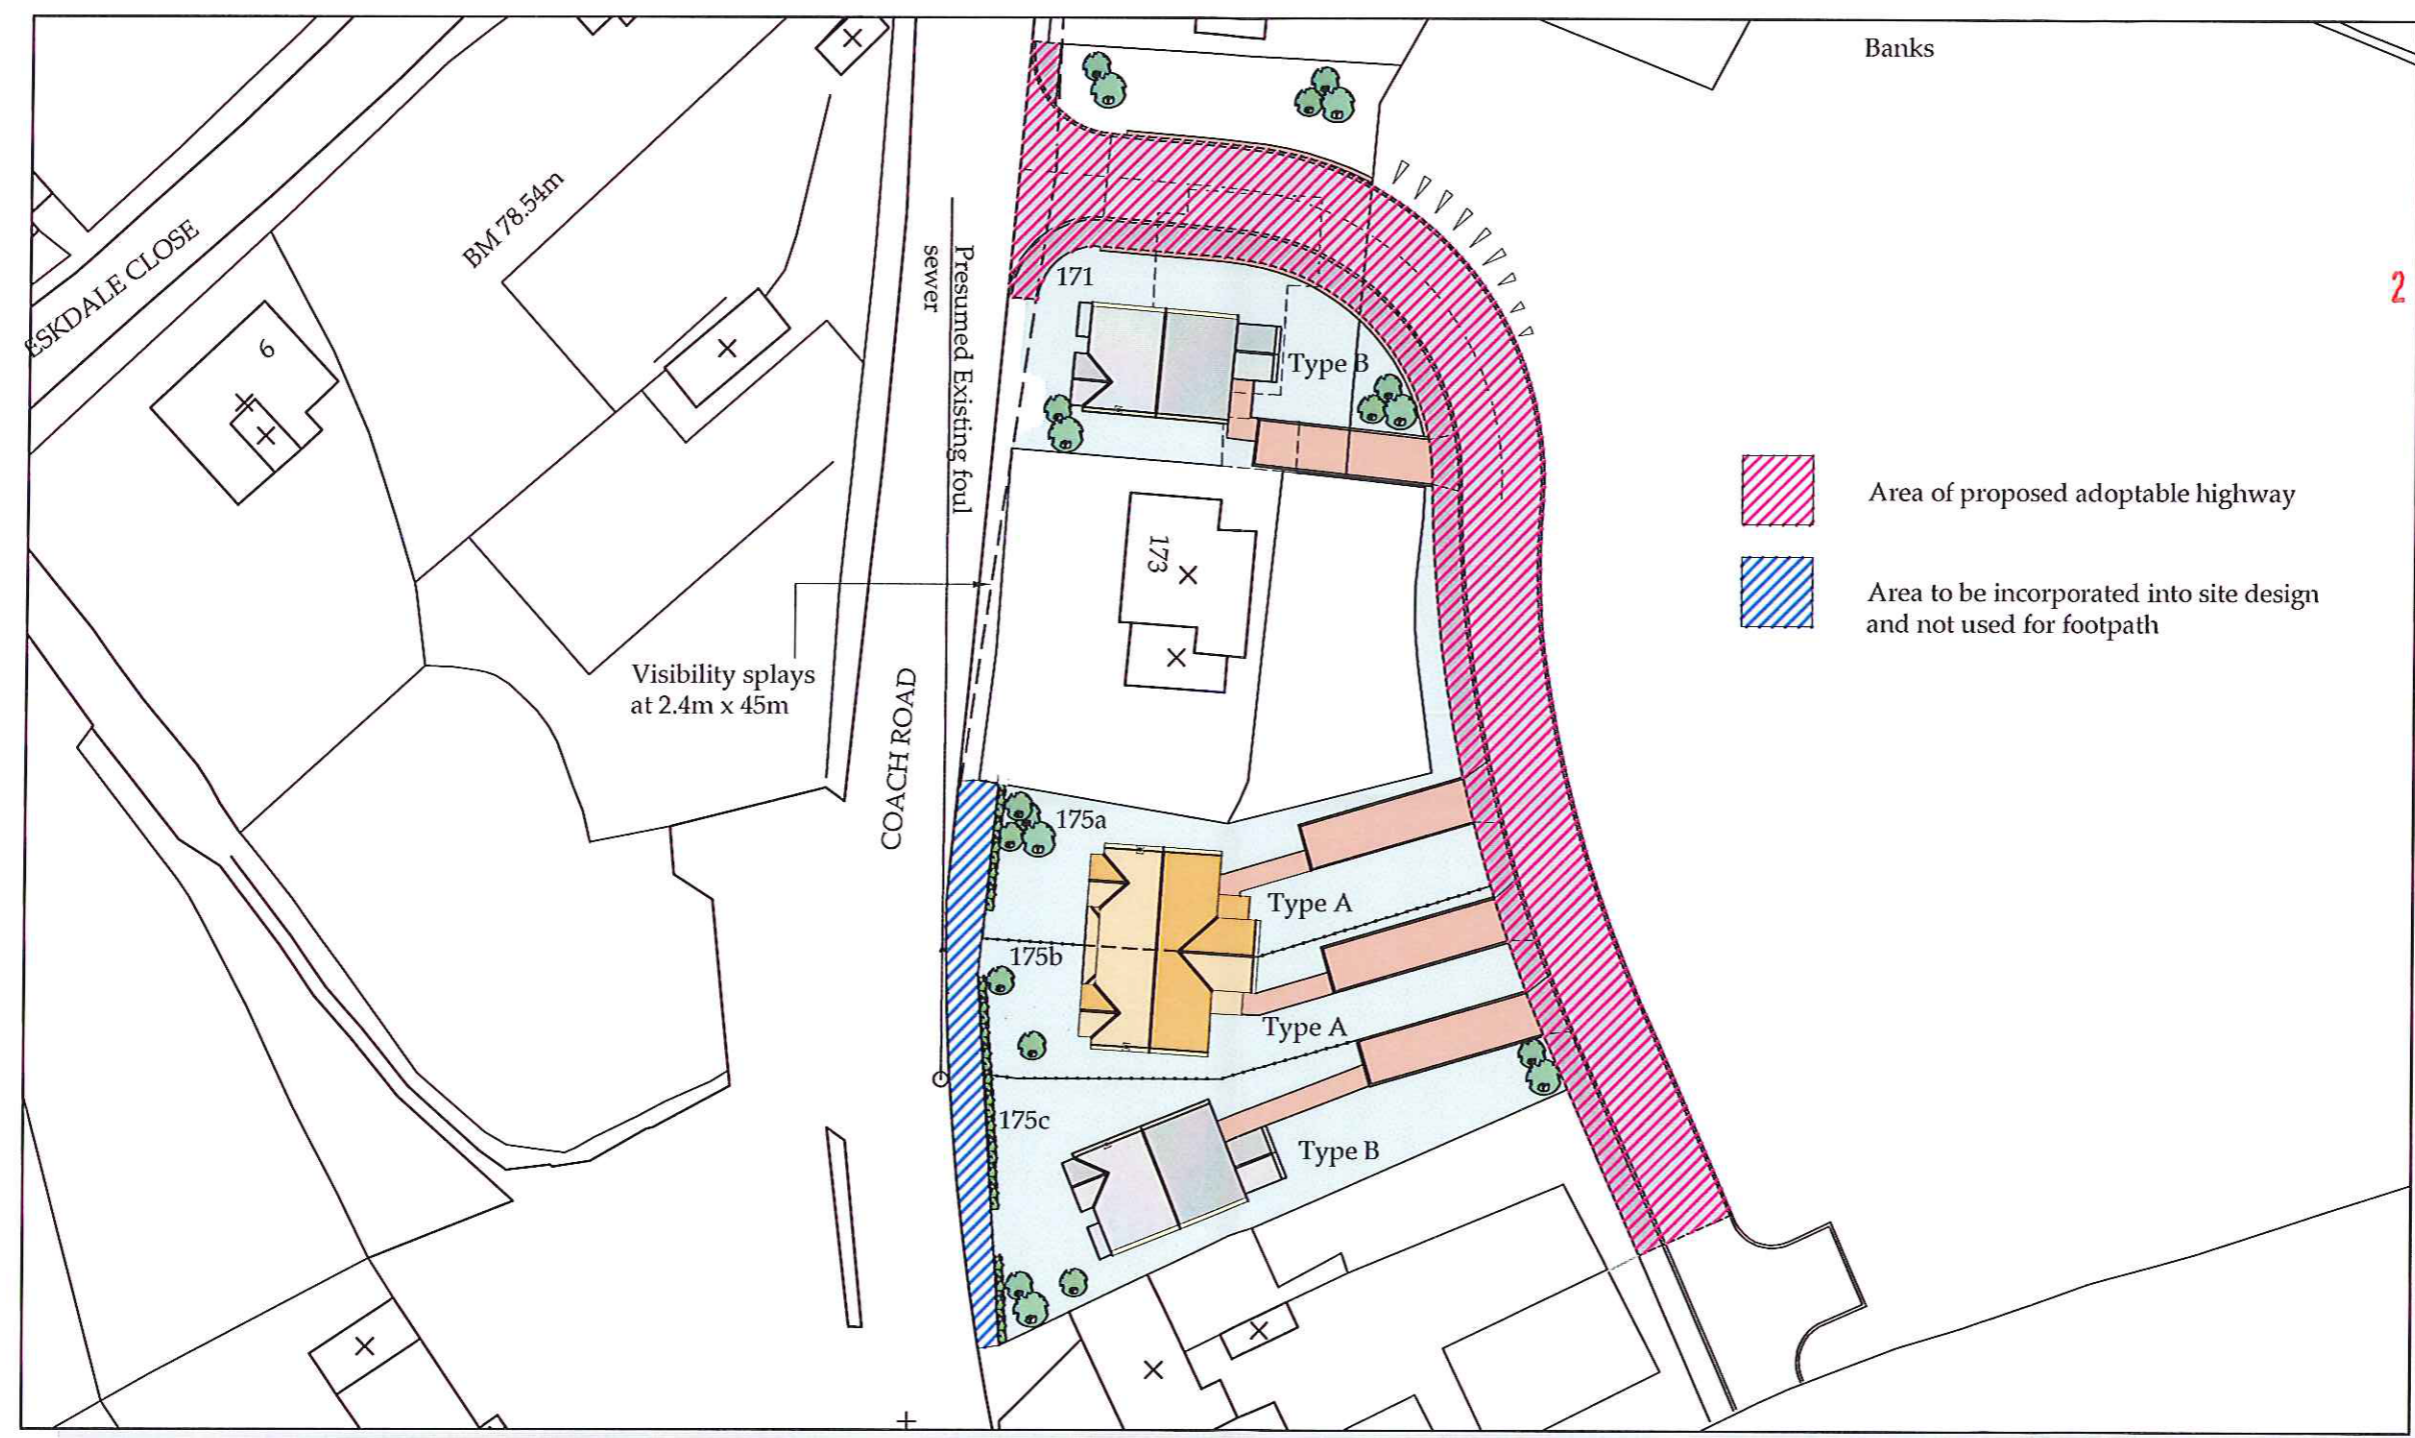 Banks
ESKDALE CLOSE
BM 78.54m
6
2
171
Presumed Existing foul
sewer
Type B
Area of proposed adoptable highway
173
Area to be incorporated into site design
and not used for footpath
Visibility splays
at 2.4m x 45m
COACH ROAD
175a
Type A
175b
Type A
175c
Type B